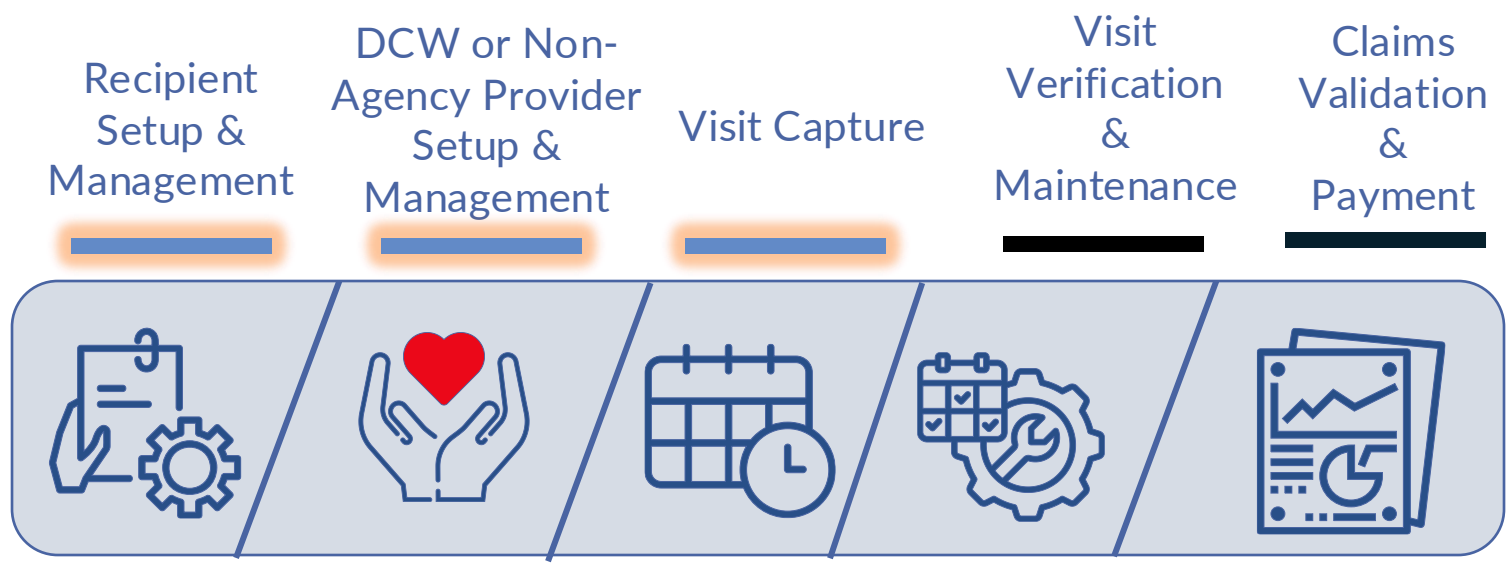 Recipient
Setup &
Management
DCW or Non-
Agency Provider
Setup &
Management
Visit Capture
Visit
Verification
&
Maintenance
Claims
Validation
&
Payment